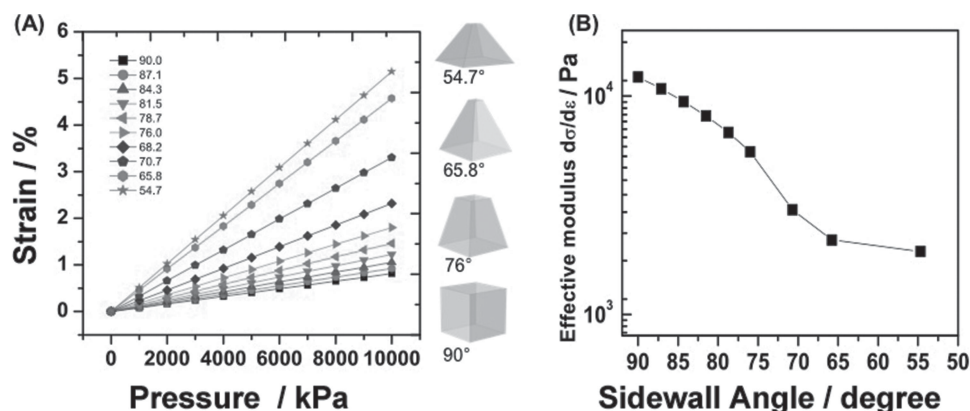 (A)
6
5
4
3
2
1
0
Strain / %
90.0
87.1
84.3
81.5
78.7
76.0
68.2
70.7
65.8
54.7
0 2000 4000 6000 8000 10000
Pressure / kPa
54.7°
65.8°
76°
90°
(B)
Effective modulus dσ/dε / Pa
10⁴
10³
90 85 80 75 70 65 60 55 50
Sidewall Angle / degree